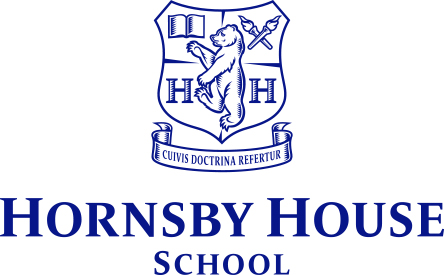 H H
CUIVIS DOCTRINA REFERTUR
HORNSBY HOUSE
SCHOOL